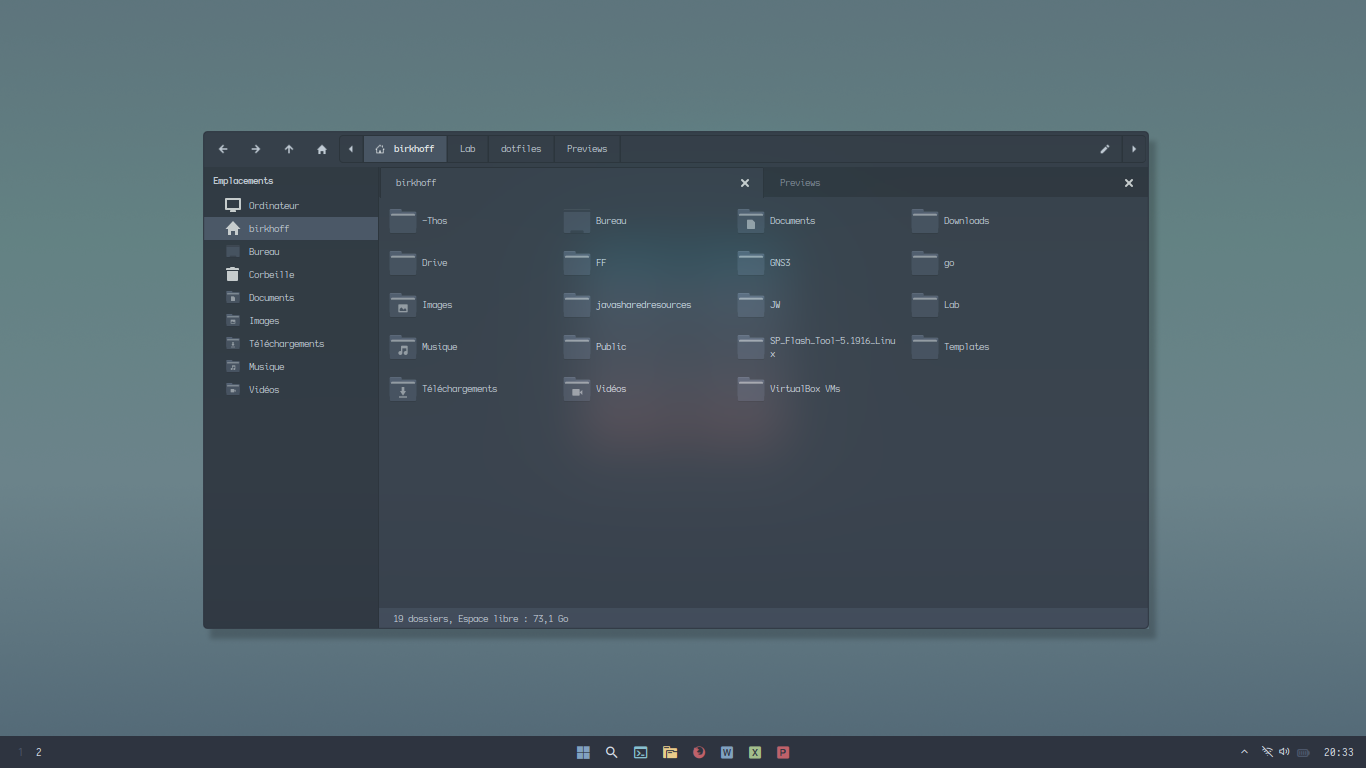 birkhoff Lab dotfiles Previews
Emplacements
Ordinateur
birkhoff
Bureau
Corbeille
Documents
Images
Téléchargements
Musique
Vidéos
birkhoff Previews
-Thos Bureau Documents Downloads
Drive FF GNS3 go
Images javasharedresources JW Lab
Musique Public SP_Flash_Tool-5.1916_Linu
x
Templates
Téléchargements Vidéos VirtualBox VMs
19 dossiers, Espace libre : 73,1 Go
1 2 W X P 20:33